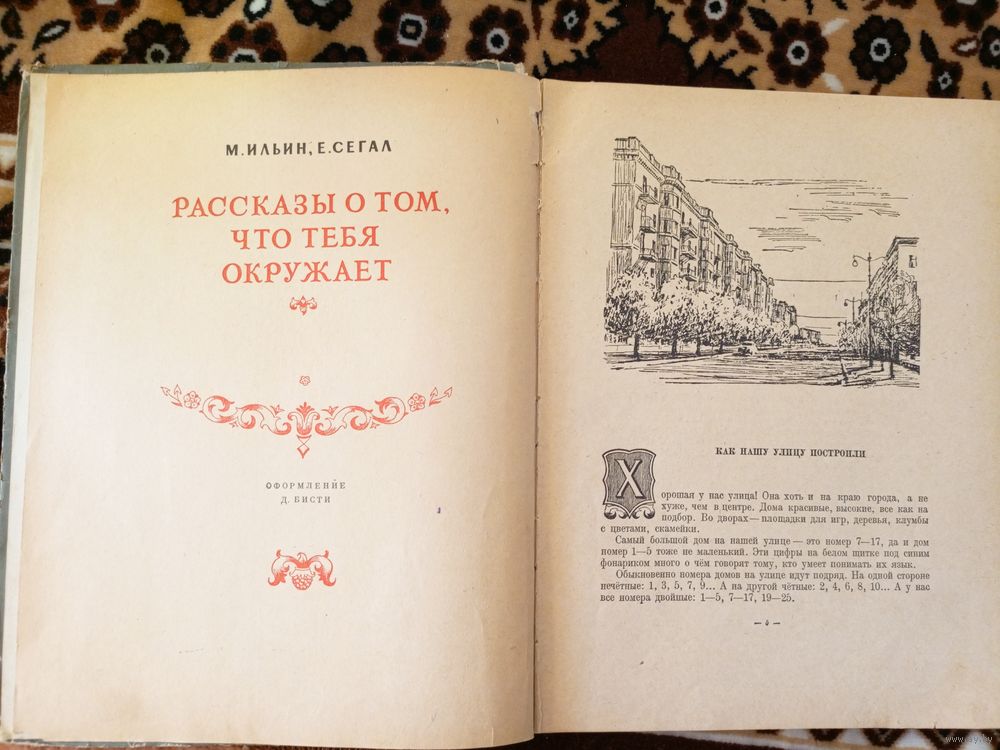 М. ИЛЬИН, Е. СЕГАЛ
РАССКАЗЫ О ТОМ,
ЧТО ТЕБЯ
ОКРУЖАЕТ
ОФОРМЛЕНИЕ
Д. БИСТИ
КАК НАШУ УЛИЦУ ПОСТРОИЛИ
Хорошая у нас улица! Она хоть и на краю города, а не
хуже, чем в центре. Дома красивые, высокие, все как на
подбор. Во дворах — площадки для игр, деревья, клумбы
с цветами, скамейки.
Самый большой дом на нашей улице — это номер 7—17, да и дом
номер 1—5 тоже не маленький. Эти цифры на белом щитке под синим
фонариком много о чём говорят тому, кто умеет понимать их язык.
Обыкновенно номера домов на улице идут подряд. На одной стороне
нечётные: 1, 3, 5, 7, 9... А на другой чётные: 2, 4, 6, 8, 10... А у нас
все номера двойные: 1—5, 7—17, 19—25.